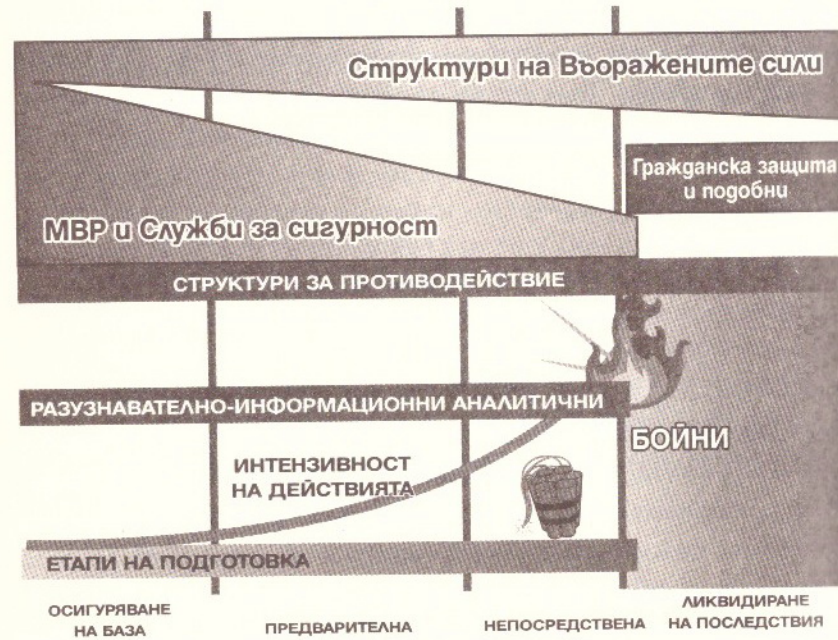 Структури на Въоражените сили
Гражданска защита
и подобни
МВР и Служби за сигурност
СТРУКТУРИ ЗА ПРОТИВОДЕЙСТВИЕ
РАЗУЗНАВАТЕЛНО-ИНФОРМАЦИОННИ АНАЛИТИЧНИ
БОЙНИ
ИНТЕНЗИВНОСТ
НА ДЕЙСТВИЯТА
ЕТАПИ НА ПОДГОТОВКА
ОСИГУРЯВАНЕ
НА БАЗА
ПРЕДВАРИТЕЛНА
НЕПОСРЕДСТВЕНА
ЛИКВИДИРАНЕ
НА ПОСЛЕДСТВИЯ